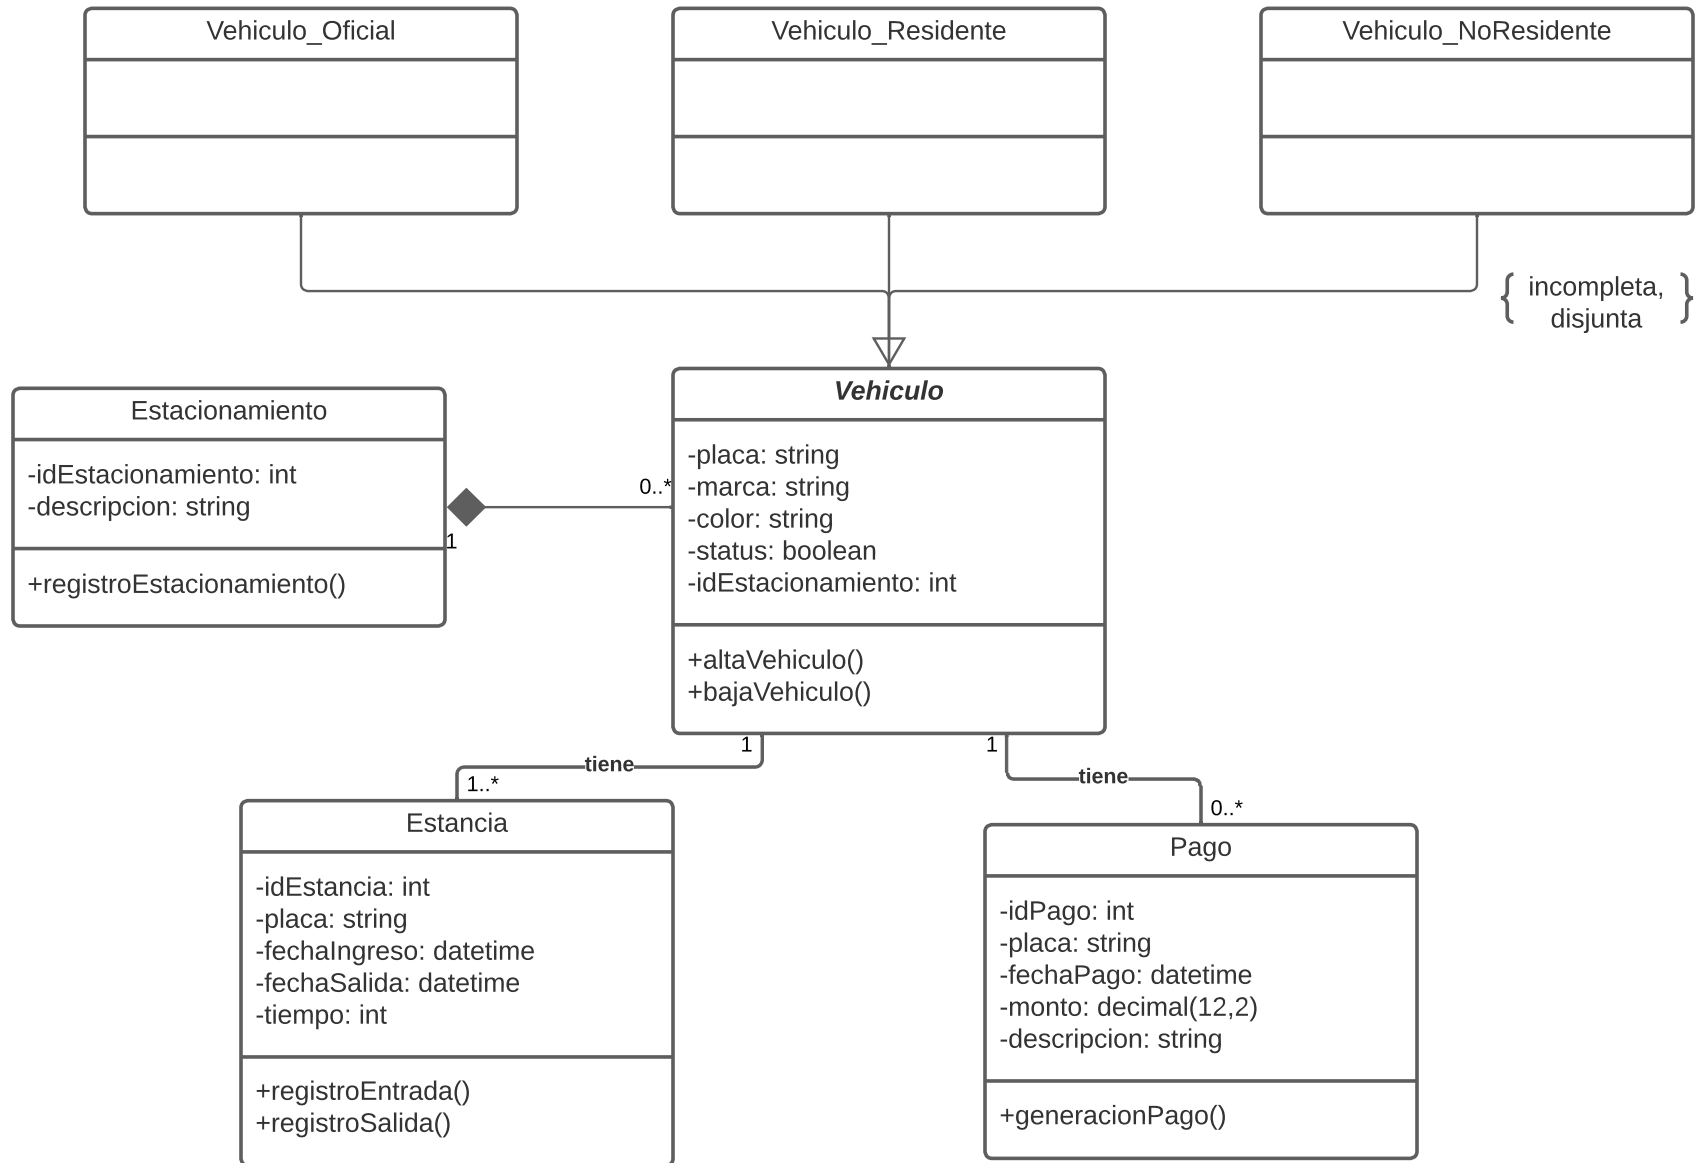 Vehiculo_Oficial
Vehiculo_Residente
Vehiculo_NoResidente
{ incompleta, }
disjunta
Estacionamiento
-idEstacionamiento: int
-descripcion: string
+registroEstacionamiento()
1
0..*
Vehiculo
-placa: string
-marca: string
-color: string
-status: boolean
-idEstacionamiento: int
+altaVehiculo()
+bajaVehiculo()
1
tiene
1..*
1
tiene
0..*
Estancia
-idEstancia: int
-placa: string
-fechaIngreso: datetime
-fechaSalida: datetime
-tiempo: int
+registroEntrada()
+registroSalida()
Pago
-idPago: int
-placa: string
-fechaPago: datetime
-monto: decimal(12,2)
-descripcion: string
+generacionPago()